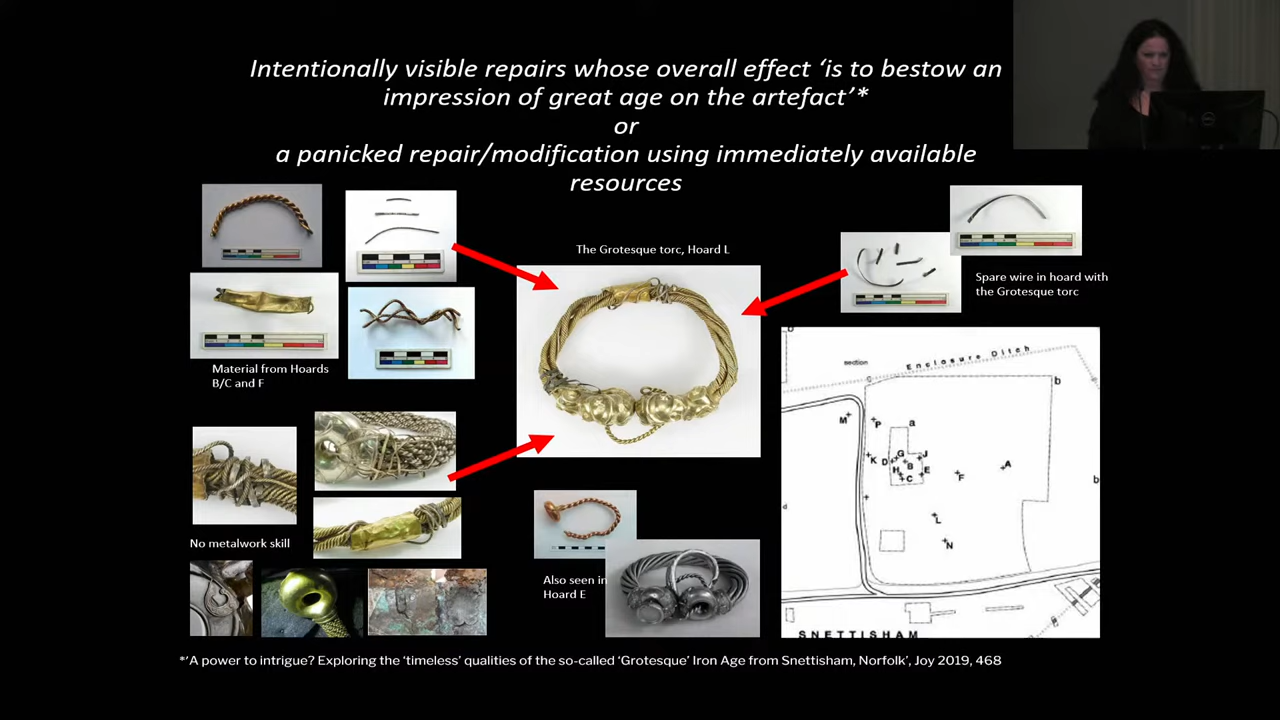 Intentionally visible repairs whose overall effect ‘is to bestow an
impression of great age on the artefact’*
or
a panicked repair/modification using immediately available
resources
The Grotesque torc, Hoard L
Spare wire in hoard with
the Grotesque torc
Material from Hoards
B/C and F
No metalwork skill
Also seen in
Hoard E
section
Enclosure Ditch
b
a
M
P
K
D
G
J
H
B
E
C
F
A
L
N
b
d
SNETTISHAM
*‘A power to intrigue? Exploring the ‘timeless’ qualities of the so-called ‘Grotesque’ Iron Age from Snettisham, Norfolk’, Joy 2019, 468